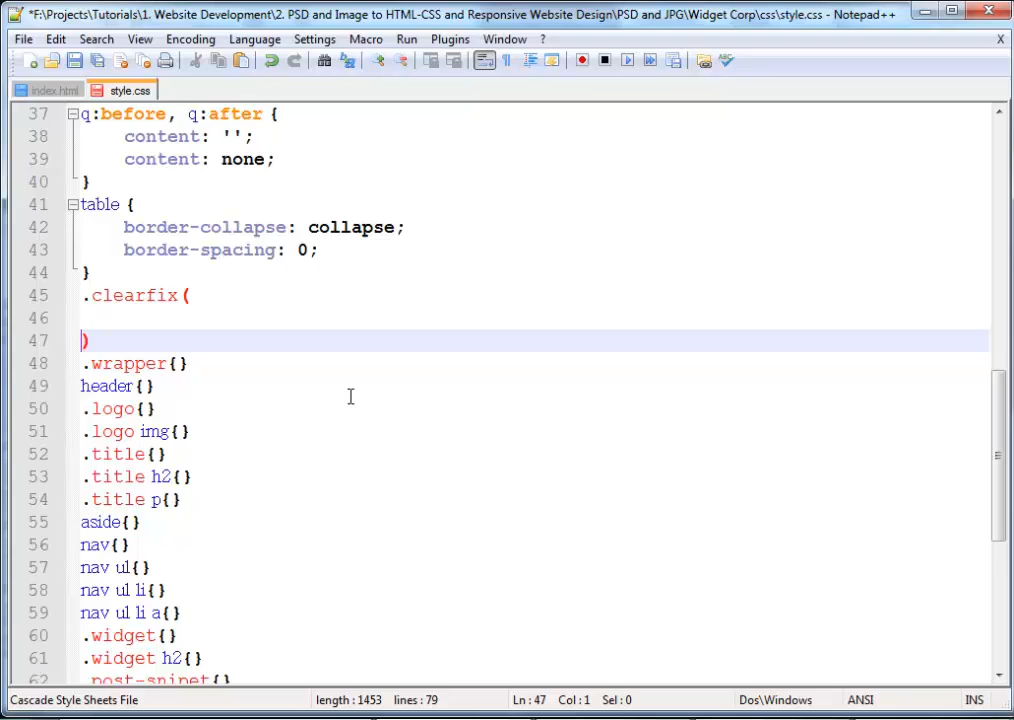 *F:\Projects\Tutorials\1. Website Development\2. PSD and Image to HTML-CSS and Responsive Website Design\PSD and JPG\Widget Corp\css\style.css - Notepad++
File Edit Search View Encoding Language Settings Macro Run Plugins Window ? X
index.html style.css
37 q:before, q:after {
38 content: '';
39 content: none;
40 }
41 table {
42 border-collapse: collapse;
43 border-spacing: 0;
44 }
45 .clearfix(
46
47 )
48 .wrapper{}
49 header{}
50 .logo{}
51 .logo img{}
52 .title{}
53 .title h2{}
54 .title p{}
55 aside{}
56 nav{}
57 nav ul{}
58 nav ul li{}
59 nav ul li a{}
60 .widget{}
61 .widget h2{}
62 .post-snipet{}
Cascade Style Sheets File length : 1453 lines : 79 Ln : 47 Col : 1 Sel : 0 Dos\Windows ANSI INS